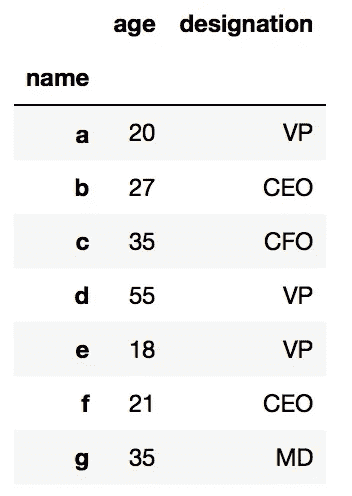 age designation
name
a 20 VP
b 27 CEO
c 35 CFO
d 55 VP
e 18 VP
f 21 CEO
g 35 MD